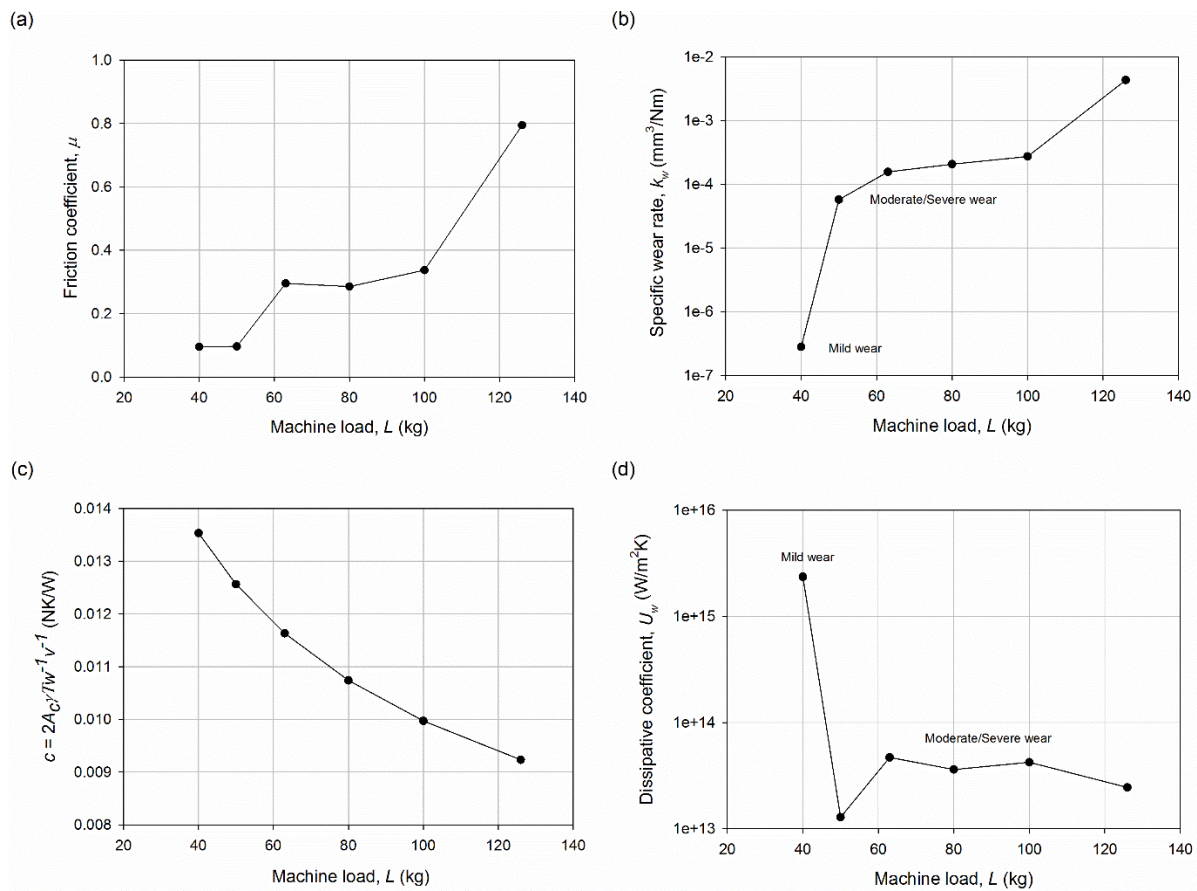 (a)
Friction coefficient, μ
1.0
0.8
0.6
0.4
0.2
0.0
20 40 60 80 100 120 140
Machine load, L (kg)
(b)
Specific wear rate, k_w (mm³/Nm)
1e-2
1e-3
1e-4
1e-5
1e-6
1e-7
Moderate/Severe wear
Mild wear
20 40 60 80 100 120 140
Machine load, L (kg)
(c)
c = 2A_cγTw⁻¹v⁻¹ (NK/W)
0.014
0.013
0.012
0.011
0.010
0.009
0.008
20 40 60 80 100 120 140
Machine load, L (kg)
(d)
Dissipative coefficient, U_w (W/m²K)
1e+16
1e+15
1e+14
1e+13
Mild wear
Moderate/Severe wear
20 40 60 80 100 120 140
Machine load, L (kg)